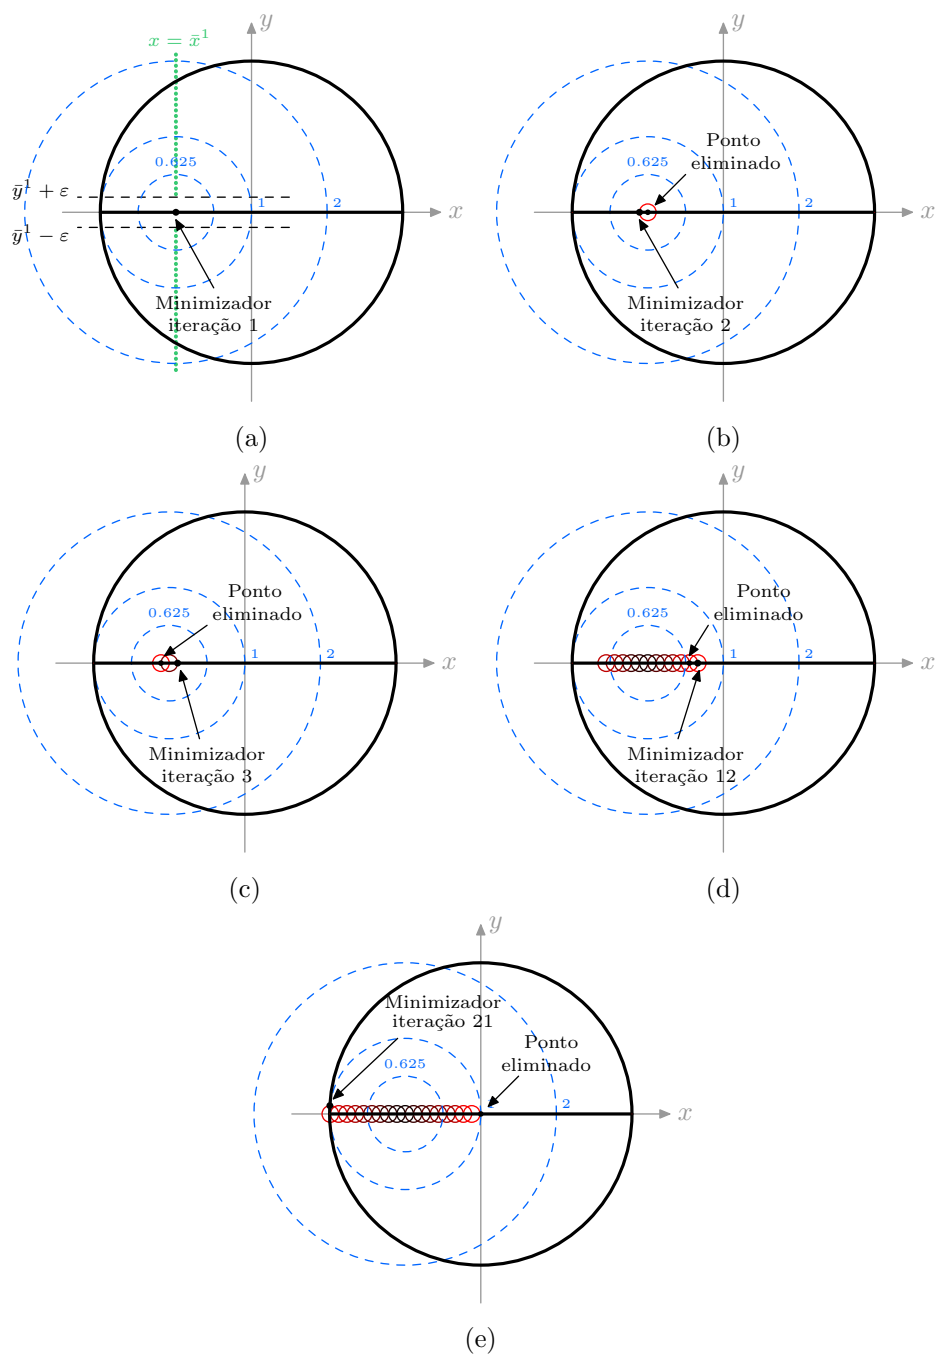 y
x = x̄¹
0.625
ȳ¹ + ε
1
2
x
ȳ¹ − ε
Minimizador
iteração 1
(a)
y
Ponto
eliminado
0.625
1
2
x
Minimizador
iteração 2
(b)
y
Ponto
eliminado
0.625
1
2
x
Minimizador
iteração 3
(c)
y
Ponto
eliminado
0.625
1
2
x
Minimizador
iteração 12
(d)
y
Minimizador
iteração 21
Ponto
eliminado
0.625
2
x
(e)